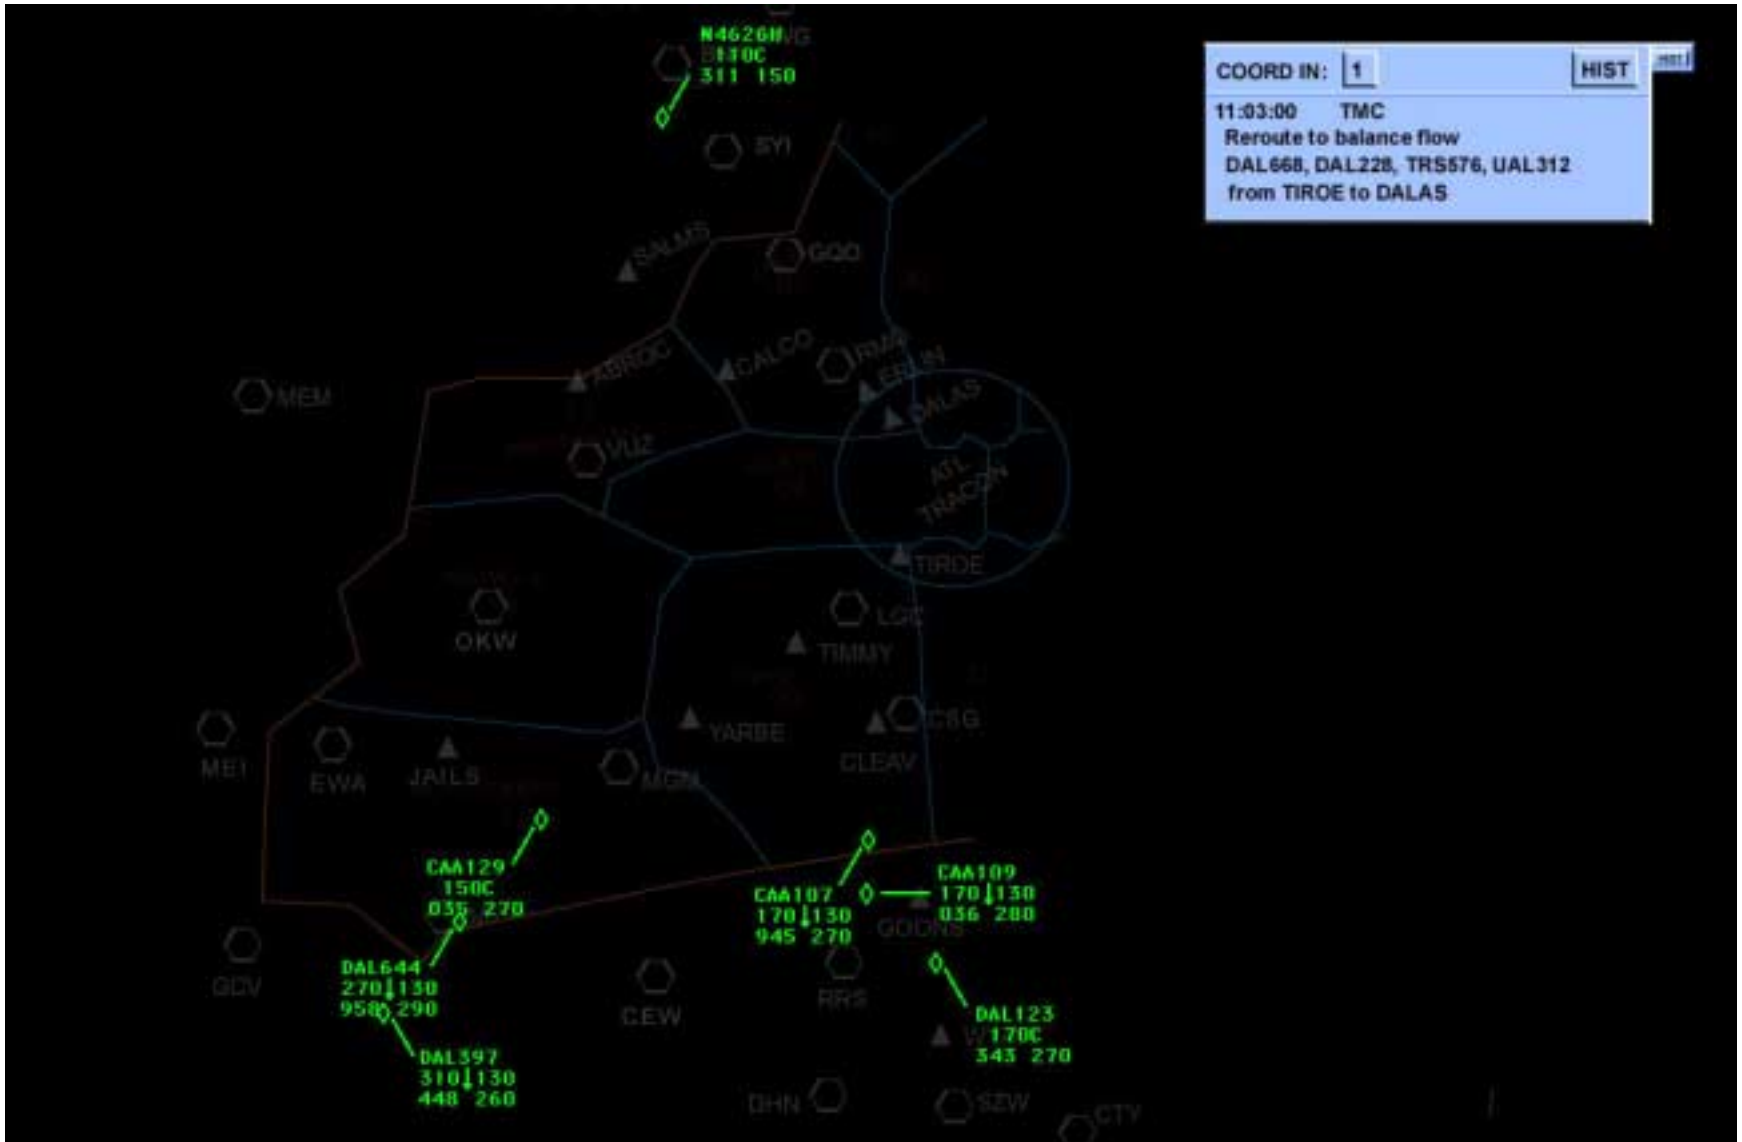 N4626H
110C
311 150
COORD IN: 1 HIST
11:03:00 TMC
Reroute to balance flow
DAL668, DAL228, TRS576, UAL312
from TIROE to DALAS
SYI
SALMS
GQO
CALCO
RMG
ABROC
ERLIN
MEM
DALAS
VUZ
ATL
TRACON
TIROE
OKW
LGC
TIMMY
YARBE
CSG
MEI
EWA
JAILS
MGM
CLEAV
CAA129
150C
035 270
CAA107
170↓130
945 270
CAA109
170↓130
036 280
GOONS
DAL644
270↓130
958 290
GCV
CEW
RRS
DAL123
170C
343 270
DAL397
310↓130
448 260
DHN
SZW
CTY